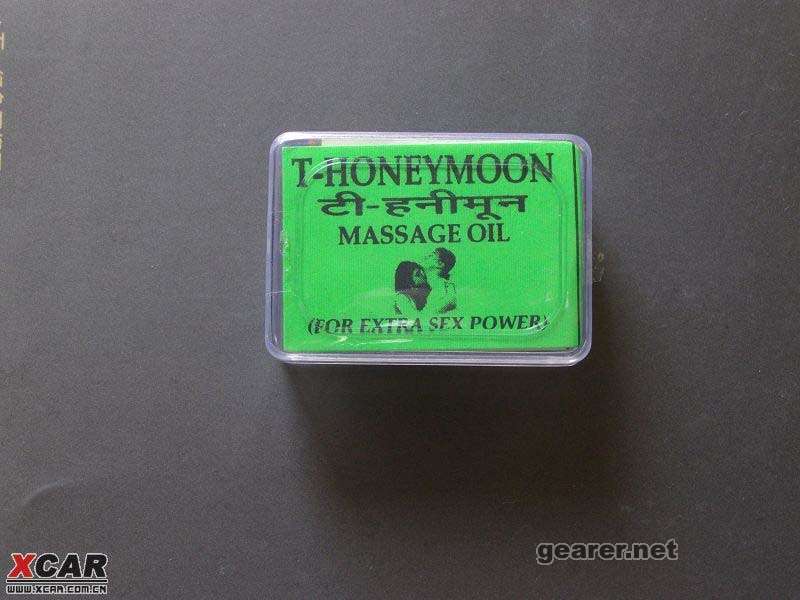 T-HONEYMOON
टी-हनीमून
MASSAGE OIL
(FOR EXTRA SEX POWER)
gearer.net
XCAR
WWW.XCAR.COM.CN